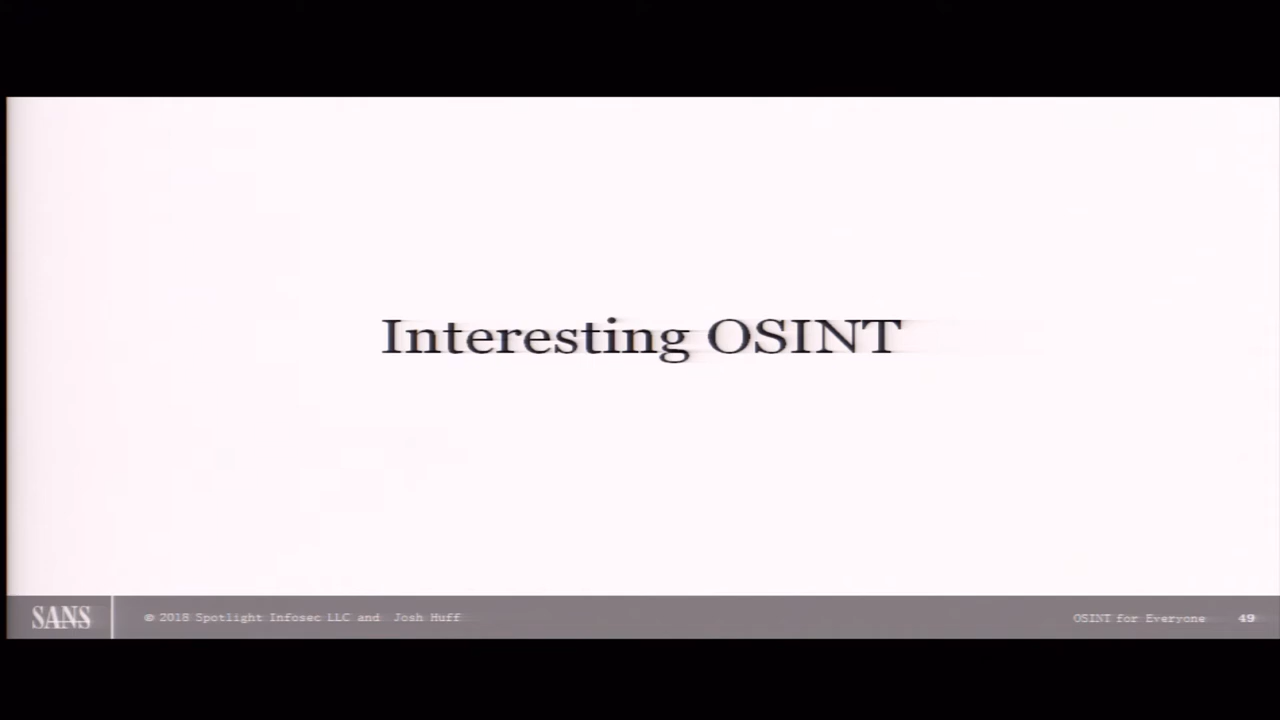 Interesting OSINT
SANS
© 2018 Spotlight Infosec LLC and Josh Huff
OSINT for Everyone
49